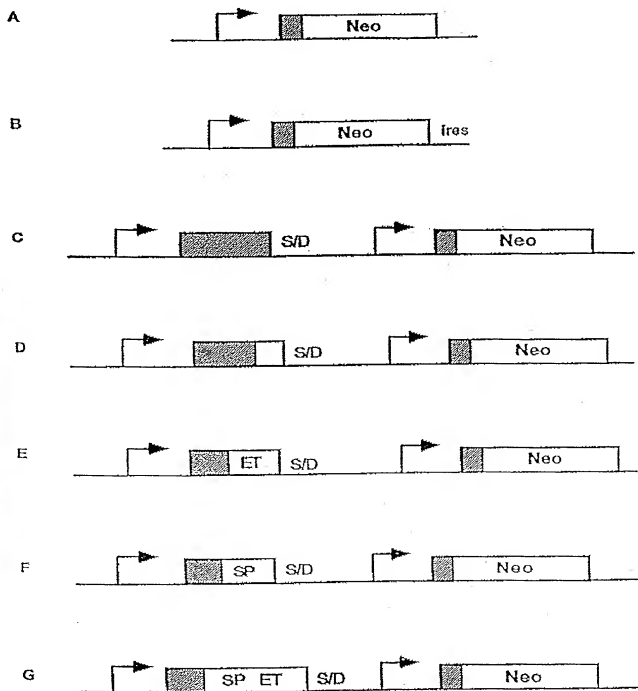 A Neo
B Neo Ires
C S/D Neo
D S/D Neo
E ET S/D Neo
F SP S/D Neo
G SP ET S/D Neo